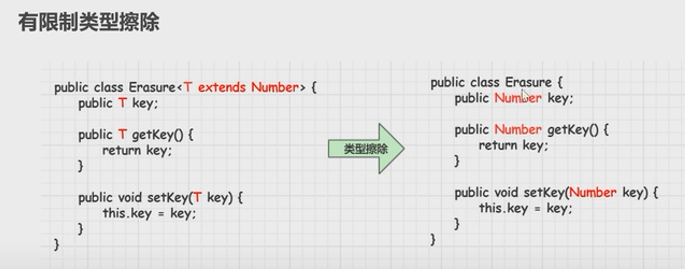 有限制类型擦除
public class Erasure<T extends Number> {
public T key;
public T getKey() {
return key;
}
public void setKey(T key) {
this.key = key;
}
}
类型擦除
public class Erasure {
public Number key;
public Number getKey() {
return key;
}
public void setKey(Number key) {
this.key = key;
}
}